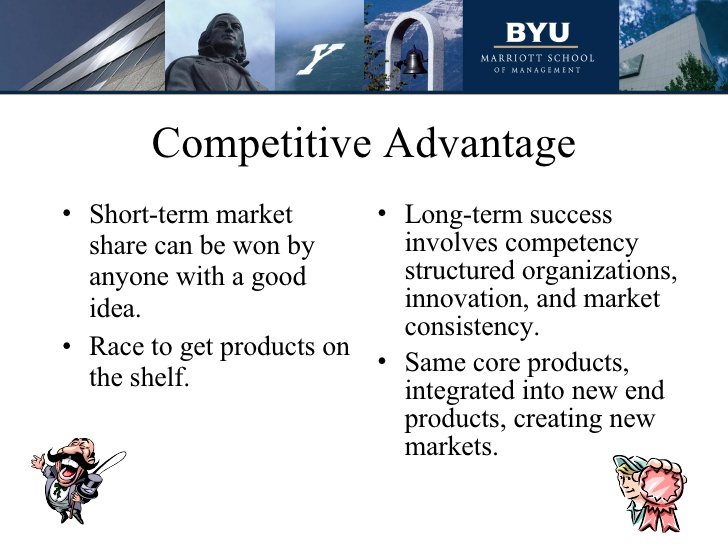 Y
BYU
MARRIOTT SCHOOL
OF MANAGEMENT
Competitive Advantage
• Short-term market
share can be won by
anyone with a good
idea.
• Race to get products on
the shelf.
• Long-term success
involves competency
structured organizations,
innovation, and market
consistency.
• Same core products,
integrated into new end
products, creating new
markets.